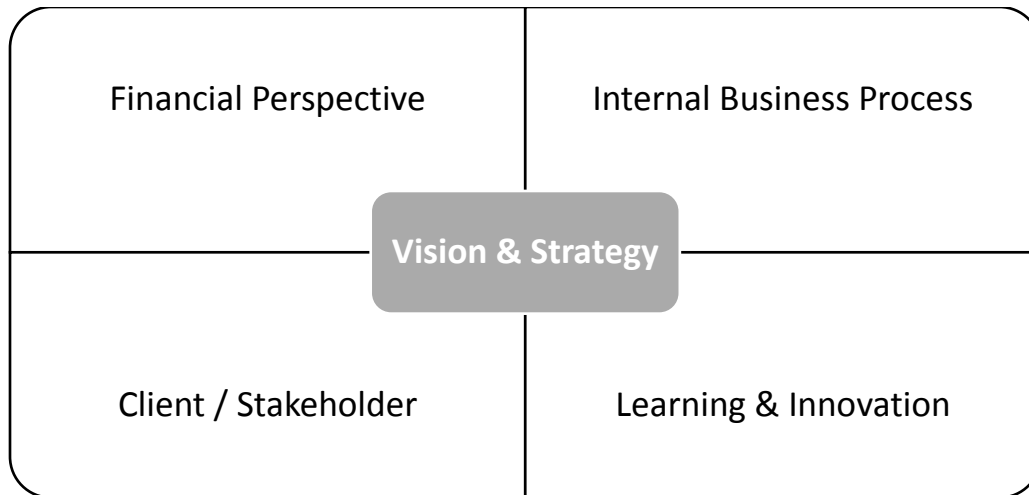 Financial Perspective
Internal Business Process
Vision & Strategy
Client / Stakeholder
Learning & Innovation